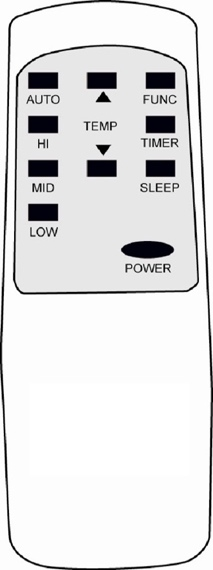 AUTO ▲ FUNC
HI TEMP TIMER
MID ▼ SLEEP
LOW
POWER